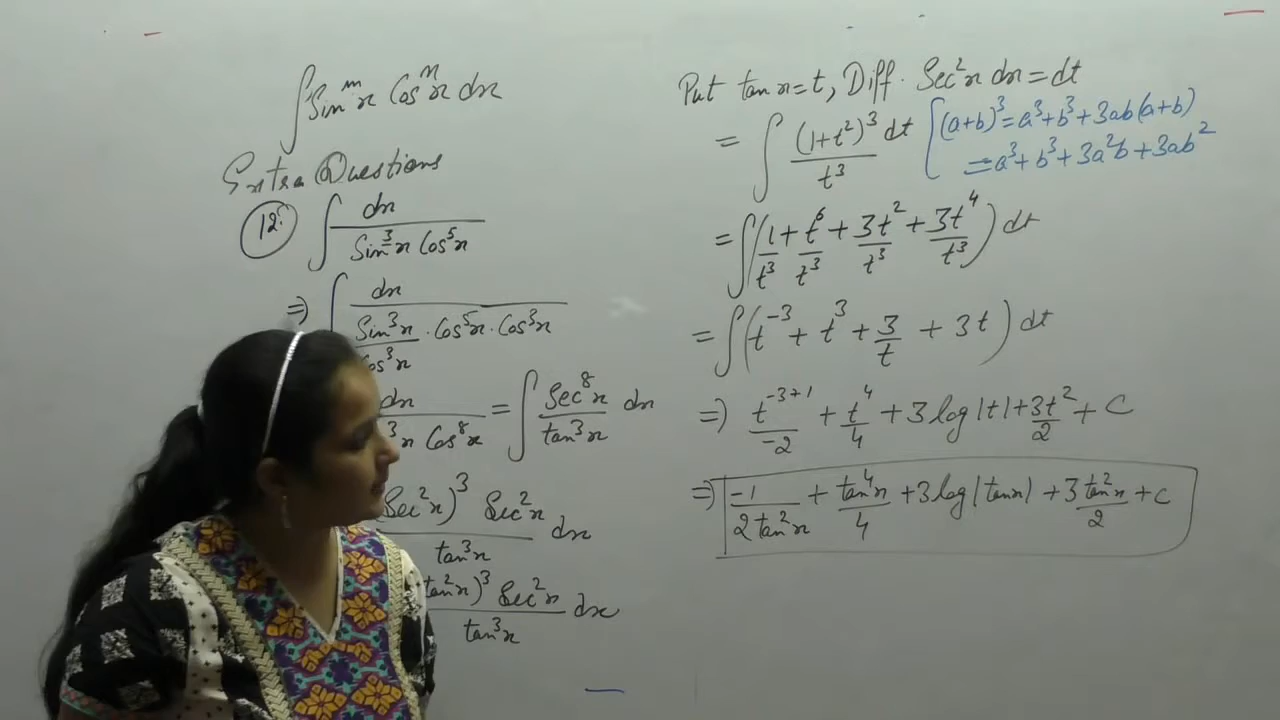 ∫ Sin^m x Cos^n x dx
Extra Questions
12. ∫ dx / (Sin^3 x Cos^5 x)
⇒ ∫ dx / ((Sin^3 x / Cos^3 x) · Cos^5 x · Cos^3 x)
dx / (^3 x Cos^8 x) = ∫ (Sec^8 x / tan^3 x) dx
(Sec^2 x)^3 Sec^2 x / tan^3 x dx
tan^2 x)^3 Sec^2 x / tan^3 x dx
Put tan x = t, Diff. Sec^2 x dx = dt
= ∫ ((1+t^2)^3 / t^3) dt [(a+b)^3 = a^3 + b^3 + 3ab(a+b)
= a^3 + b^3 + 3a^2b + 3ab^2
= ∫ (1/t^3 + t^6/t^3 + 3t^2/t^3 + 3t^4/t^3) dt
= ∫ (t^-3 + t^3 + 3/t + 3t) dt
⇒ t^(-3+1)/-2 + t^4/4 + 3 log |t| + 3t^2/2 + C
⇒ -1/(2 tan^2 x) + tan^4 x/4 + 3 log |tan x| + 3 tan^2 x/2 + C